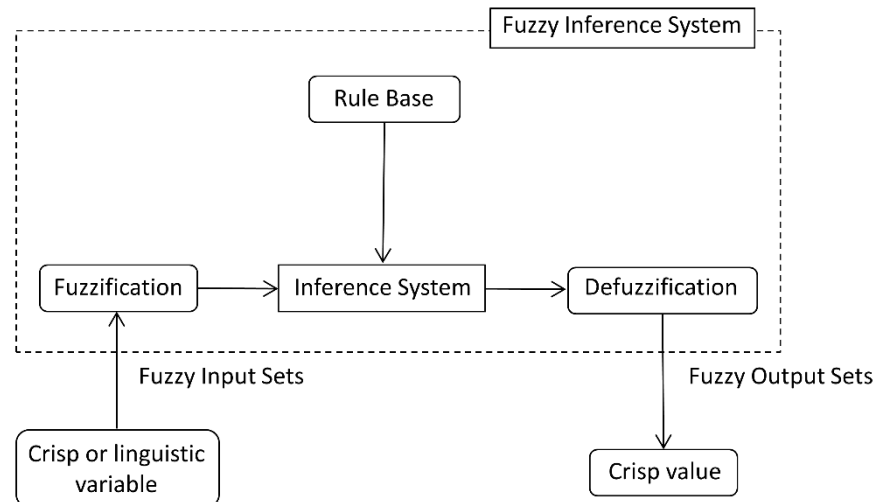 Fuzzy Inference System
Rule Base
Fuzzification
Inference System
Defuzzification
Fuzzy Input Sets
Fuzzy Output Sets
Crisp or linguistic
variable
Crisp value